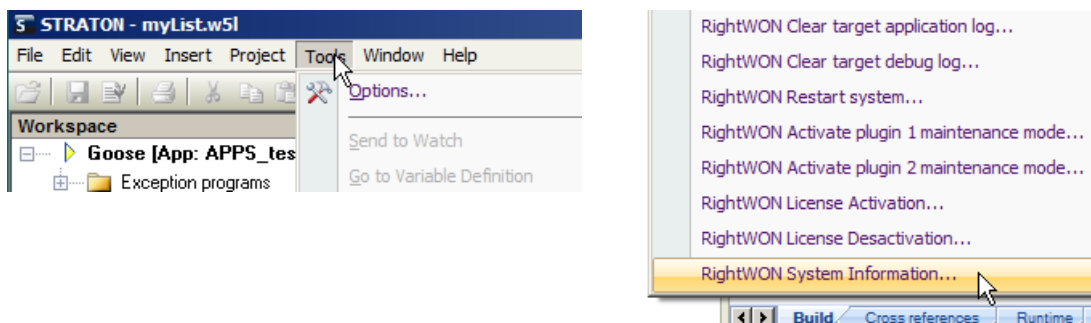 STRATON - myList.w5l
File Edit View Insert Project Tools Window Help
Options...
Workspace
Send to Watch
Goose [App: APPS_tes
Exception programs
Go to Variable Definition
RightWON Clear target application log...
RightWON Clear target debug log...
RightWON Restart system...
RightWON Activate plugin 1 maintenance mode...
RightWON Activate plugin 2 maintenance mode...
RightWON License Activation...
RightWON License Desactivation...
RightWON System Information...
Build Cross references Runtime